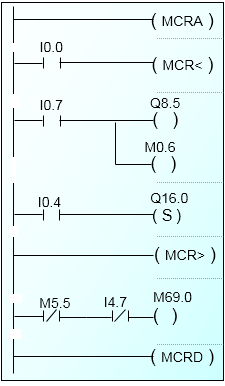 ( MCRA )
I0.0
( MCR< )
I0.7 Q8.5
( )
M0.6
( )
I0.4 Q16.0
( S )
( MCR> )
M5.5 I4.7 M69.0
( )
( MCRD )